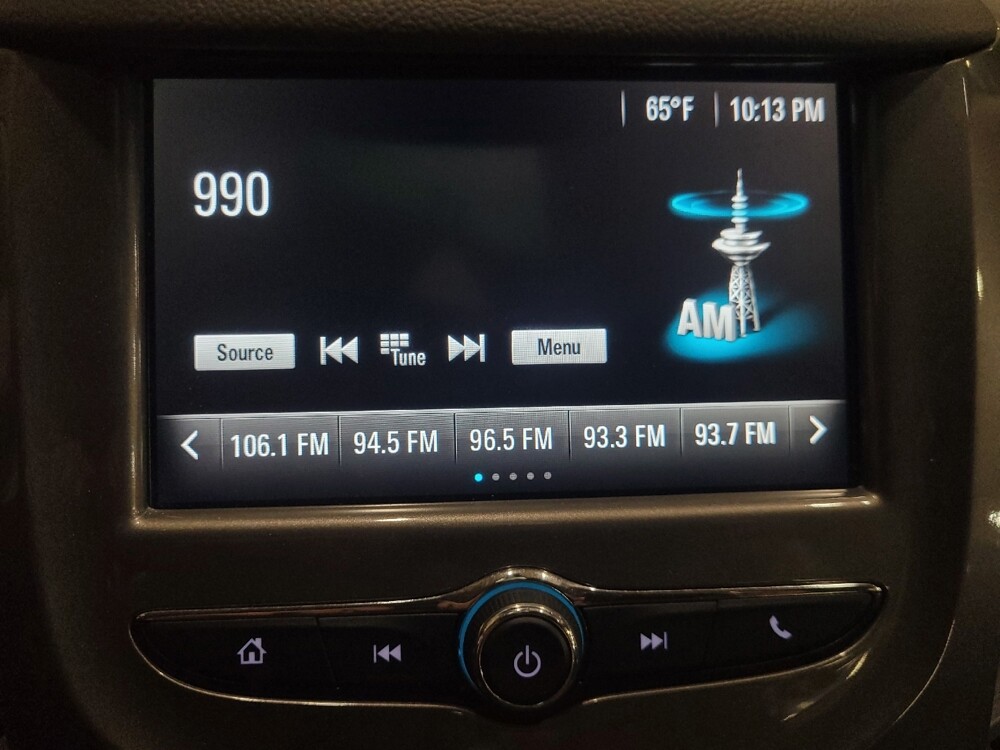 65°F 10:13 PM
990
AM
Source Tune Menu
106.1 FM 94.5 FM 96.5 FM 93.3 FM 93.7 FM